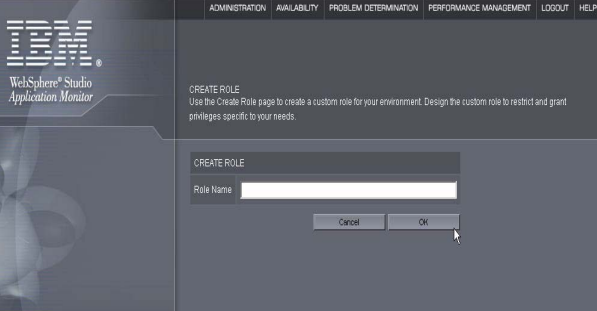 ADMINISTRATION AVAILABILITY PROBLEM DETERMINATION PERFORMANCE MANAGEMENT LOGOUT HELP
IBM®
WebSphere® Studio
Application Monitor
CREATE ROLE
Use the Create Role page to create a custom role for your environment. Design the custom role to restrict and grant
privileges specific to your needs.
CREATE ROLE
Role Name
Cancel OK